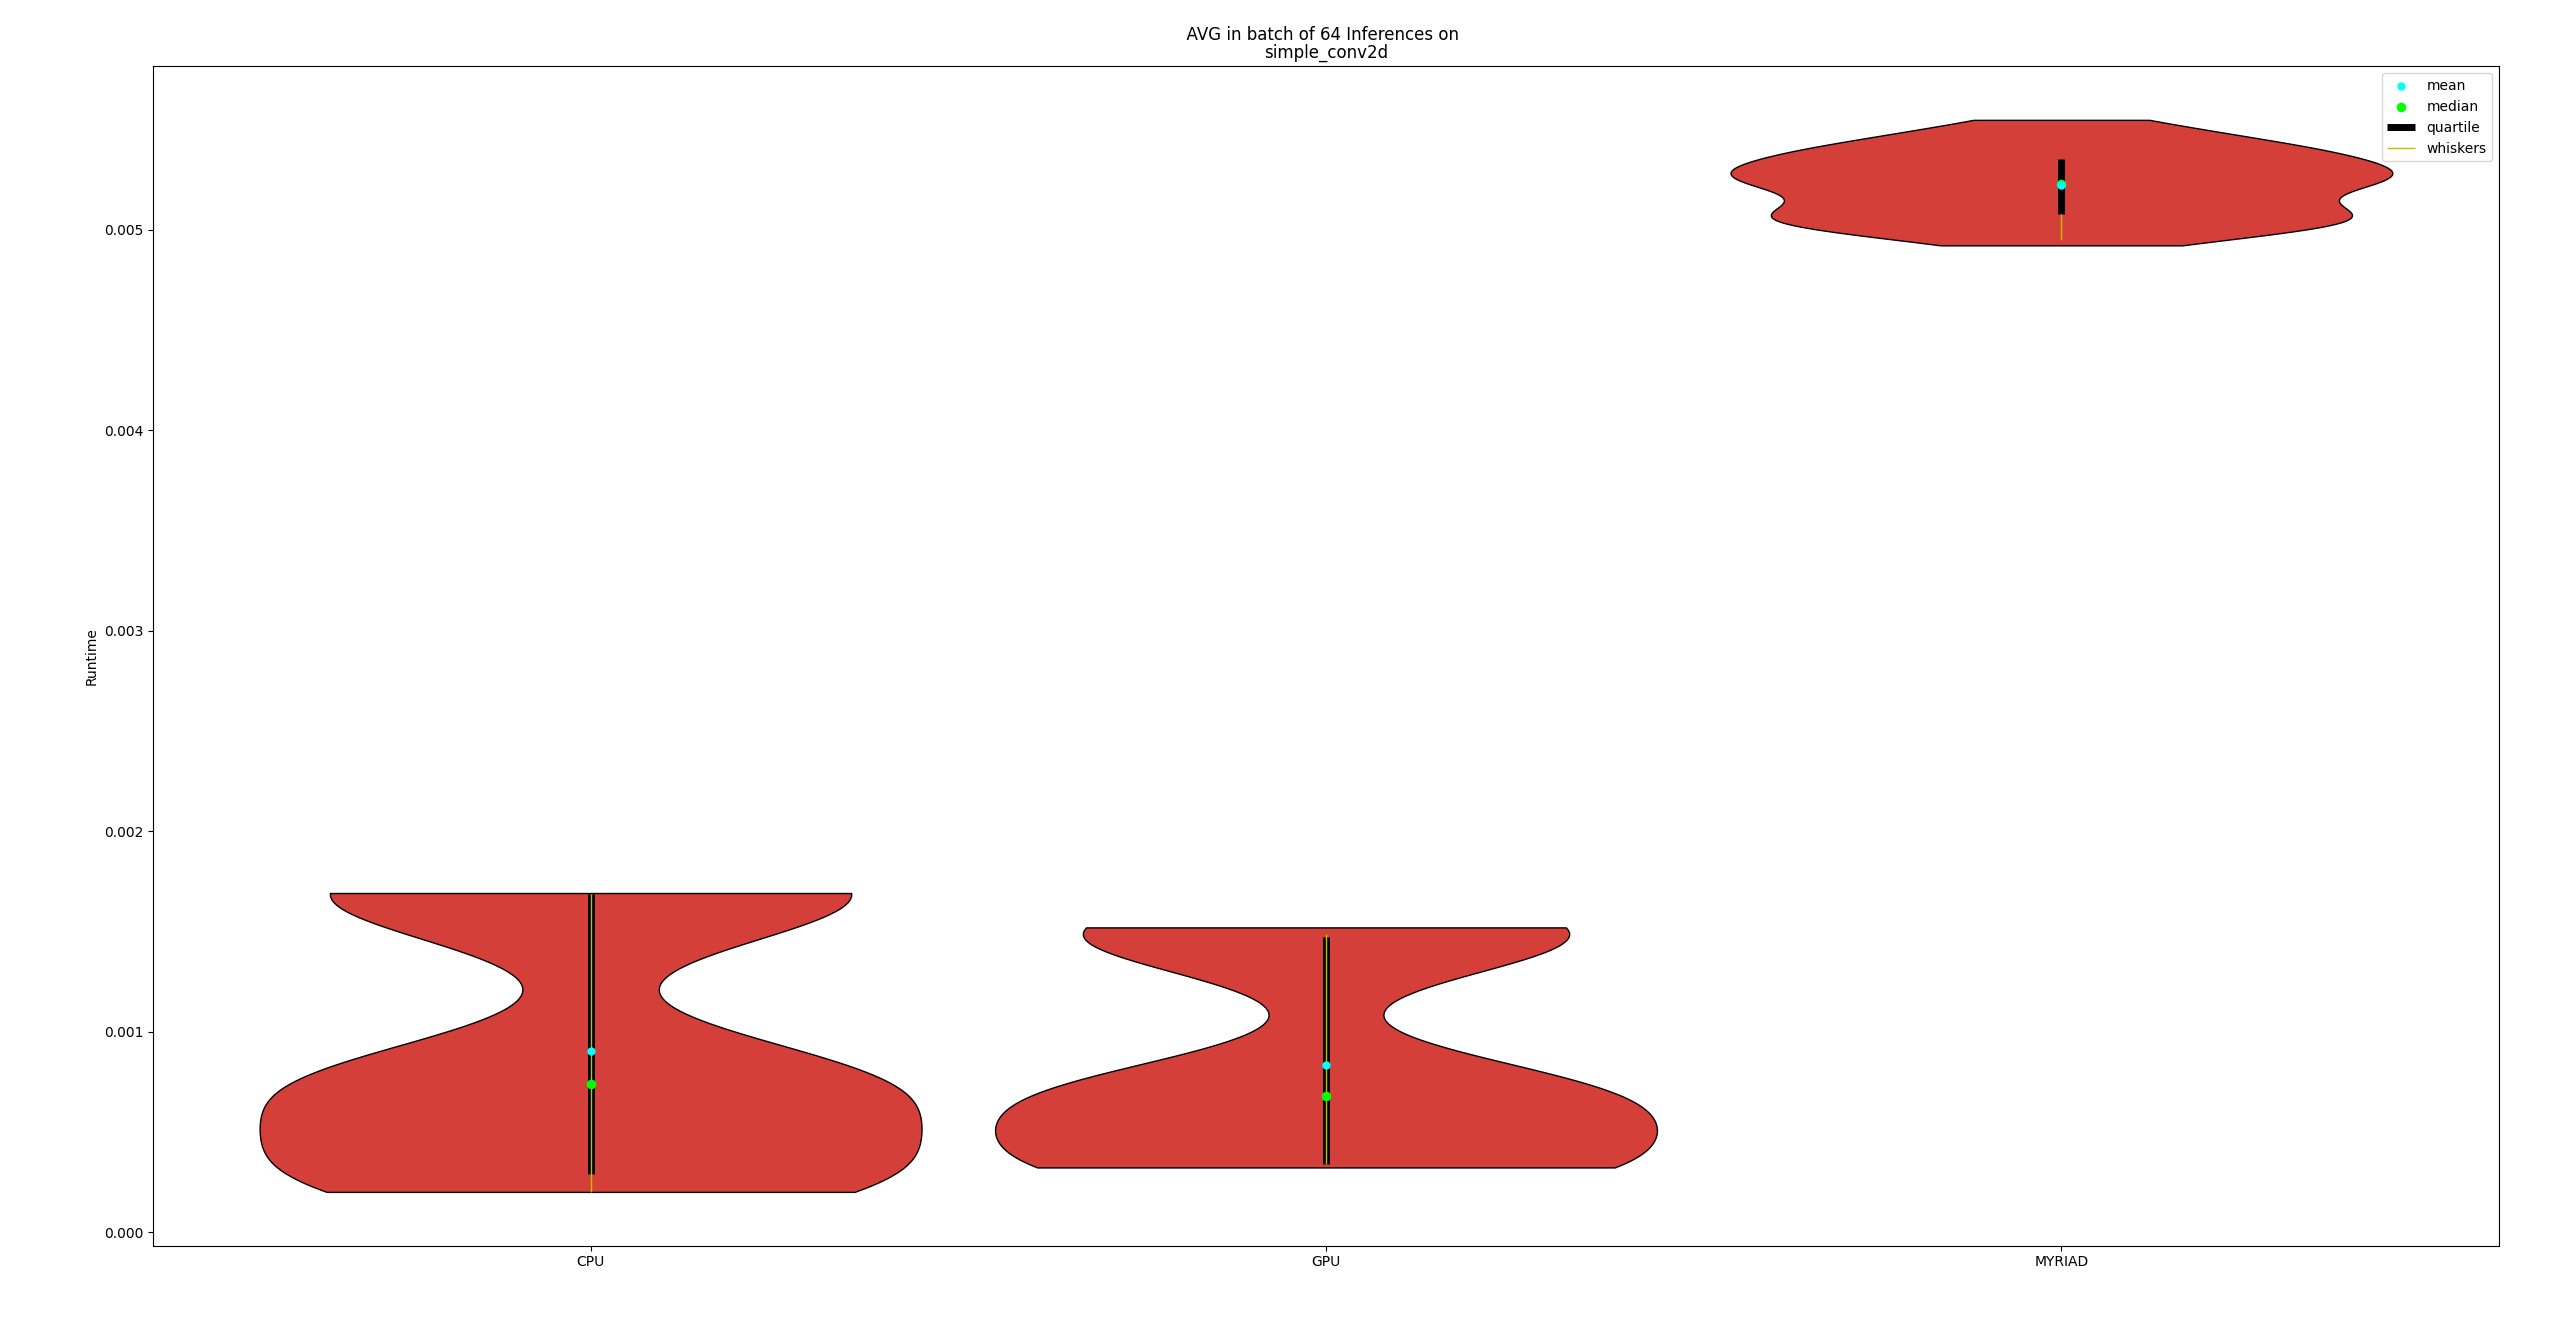 AVG in batch of 64 Inferences on
simple_conv2d
mean
median
quartile
whiskers
0.005
0.004
0.003
0.002
0.001
0.000
Runtime
CPU
GPU
MYRIAD